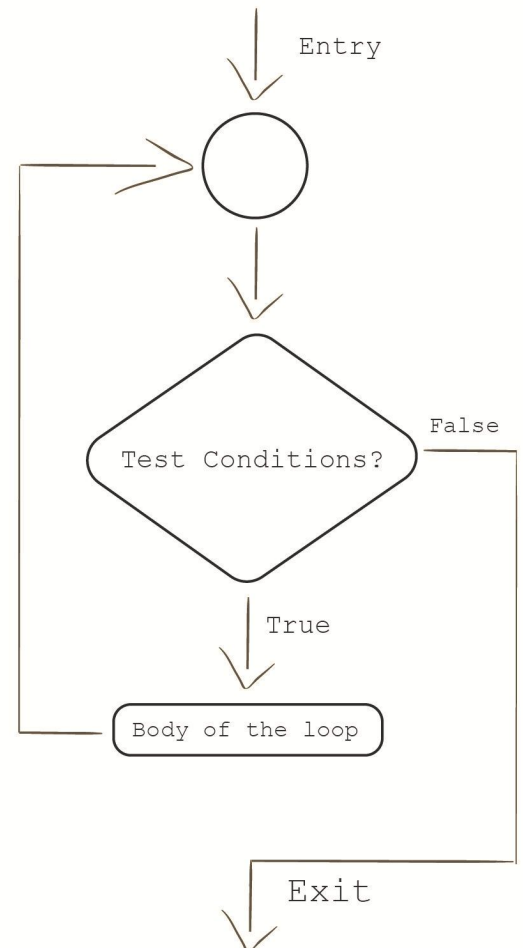 Entry
False
Test Conditions?
True
Body of the loop
Exit